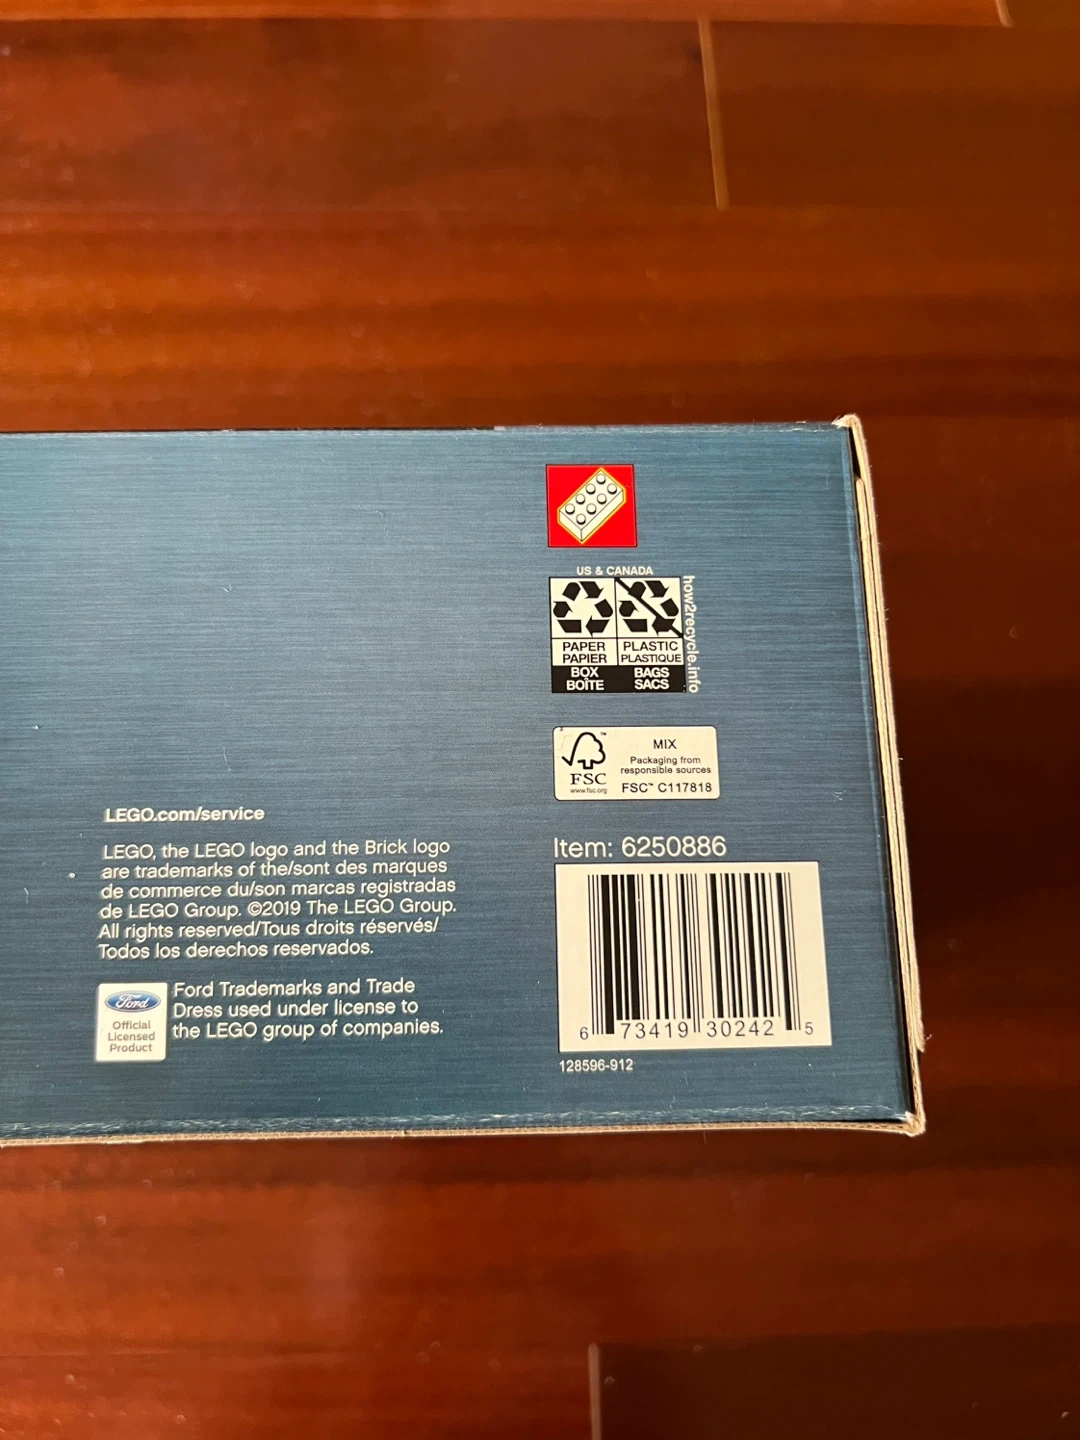 US & CANADA
PAPER
PAPIER
BOX
BOÎTE
PLASTIC
PLASTIQUE
BAGS
SACS
how2recycle.info
FSC™
www.fsc.org
MIX
Packaging from
responsible sources
FSC™ C117818
LEGO.com/service
LEGO, the LEGO logo and the Brick logo
are trademarks of the/sont des marques
de commerce du/son marcas registradas
de LEGO Group. ©2019 The LEGO Group.
All rights reserved/Tous droits réservés/
Todos los derechos reservados.
Ford
Official
Licensed
Product
Ford Trademarks and Trade
Dress used under license to
the LEGO group of companies.
Item: 6250886
6 73419 30242 5
128596-912